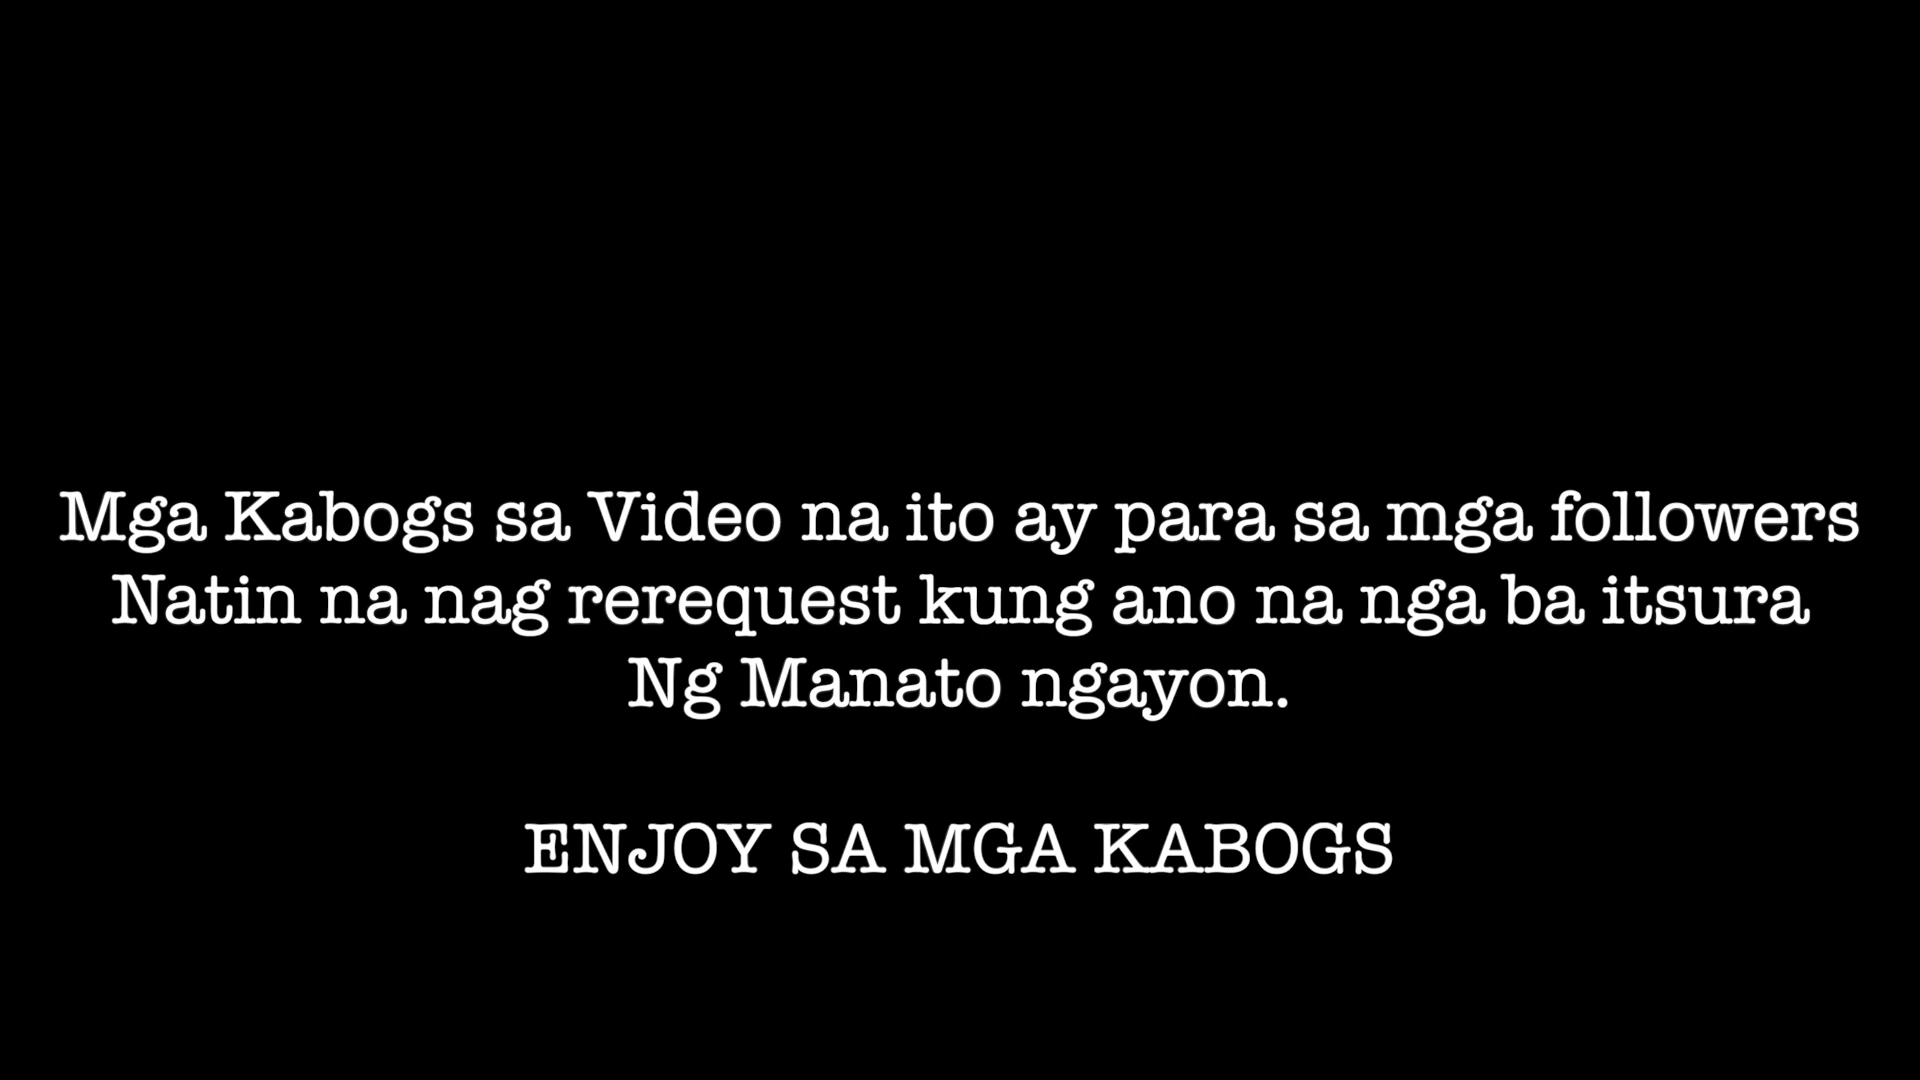 Mga Kabogs sa Video na ito ay para sa mga followers
Natin na nag rerequest kung ano na nga ba itsura
Ng Manato ngayon.
ENJOY SA MGA KABOGS